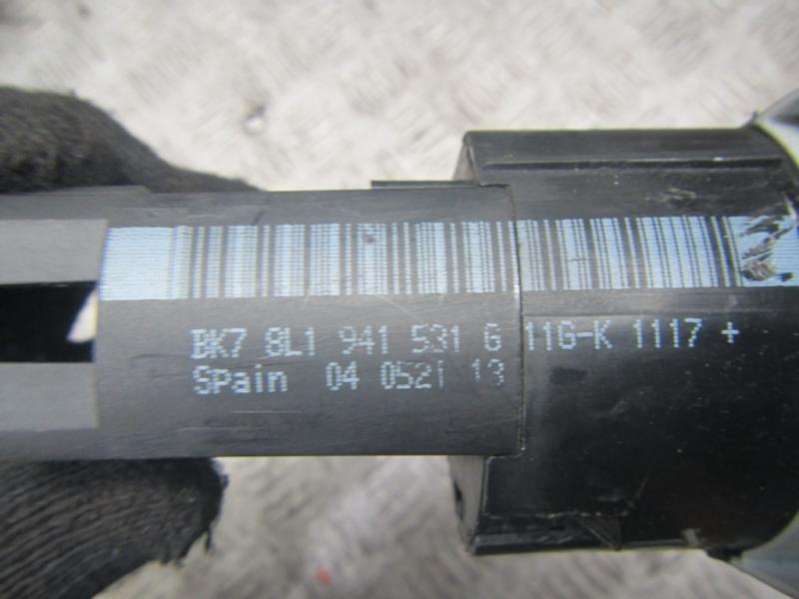 BK7 8L1 941 531 G 11G-K 1117 +
Spain 04 0521 13